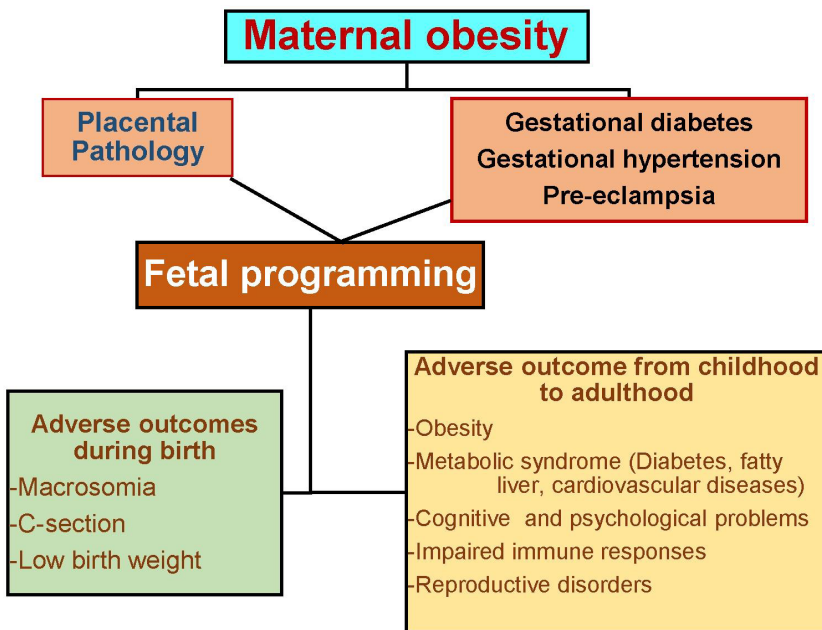 Maternal obesity
Placental
Pathology
Gestational diabetes
Gestational hypertension
Pre-eclampsia
Fetal programming
Adverse outcomes
during birth
-Macrosomia
-C-section
-Low birth weight
Adverse outcome from childhood
to adulthood
-Obesity
-Metabolic syndrome (Diabetes, fatty
liver, cardiovascular diseases)
-Cognitive and psychological problems
-Impaired immune responses
-Reproductive disorders